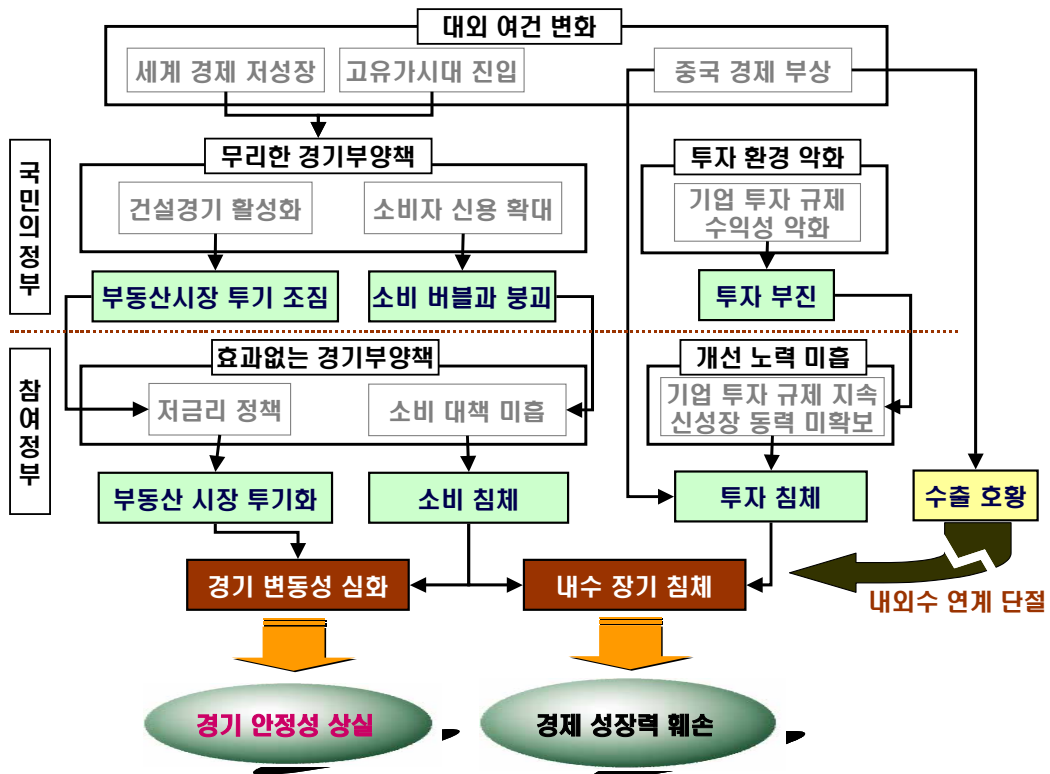 대외 여건 변화
세계 경제 저성장
고유가시대 진입
중국 경제 부상
국민의정부
무리한 경기부양책
건설경기 활성화
소비자 신용 확대
투자 환경 악화
기업 투자 규제
수익성 악화
부동산시장 투기 조짐
소비 버블과 붕괴
투자 부진
참여정부
효과없는 경기부양책
저금리 정책
소비 대책 미흡
개선 노력 미흡
기업 투자 규제 지속
신성장 동력 미확보
부동산 시장 투기화
소비 침체
투자 침체
수출 호황
경기 변동성 심화
내수 장기 침체
내외수 연계 단절
경기 안정성 상실
경제 성장력 훼손